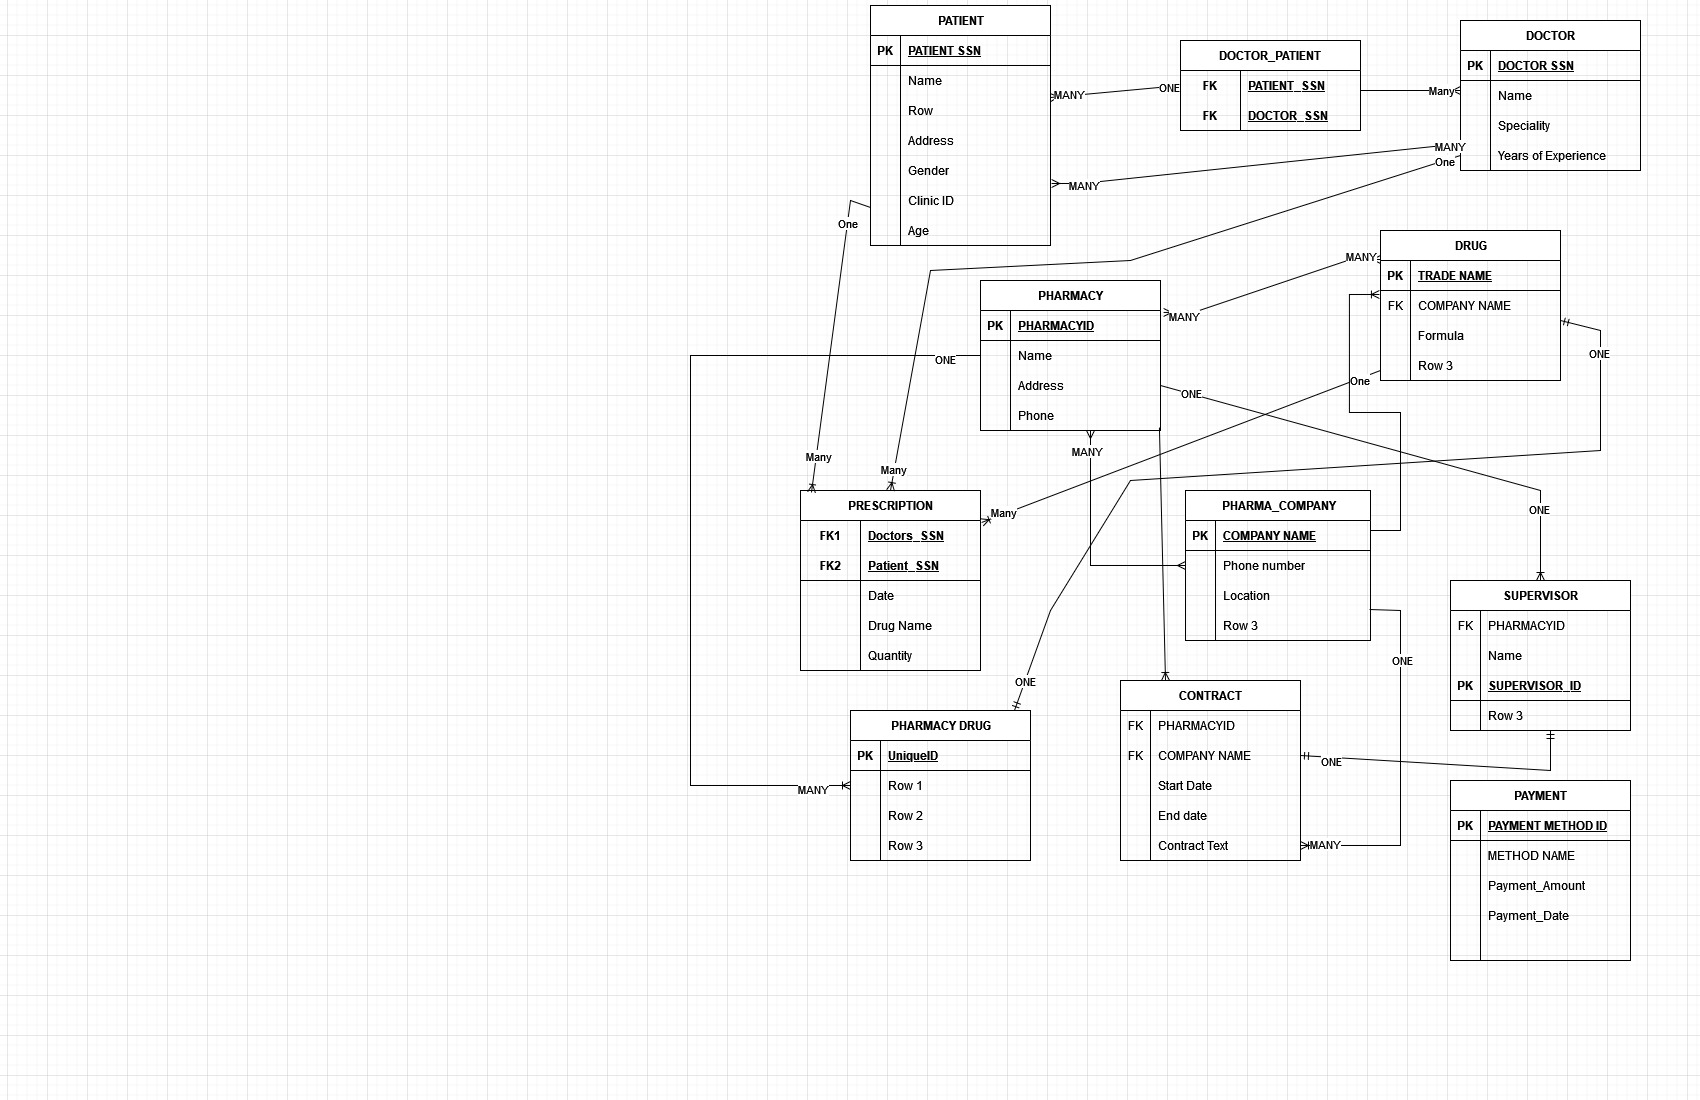 PATIENT
PK PATIENT SSN
Name
Row
Address
Gender
Clinic ID
Age
DOCTOR_PATIENT
FK PATIENT_SSN
FK DOCTOR_SSN
DOCTOR
PK DOCTOR SSN
Name
Speciality
Years of Experience
MANY
ONE
Many
MANY
MANY
One
One
DRUG
PK TRADE NAME
FK COMPANY NAME
Formula
Row 3
MANY
MANY
PHARMACY
PK PHARMACYID
Name
Address
Phone
ONE
ONE
ONE
One
MANY
Many
Many
Many
PRESCRIPTION
FK1 Doctors_SSN
FK2 Patient_SSN
Date
Drug Name
Quantity
PHARMA_COMPANY
PK COMPANY NAME
Phone number
Location
Row 3
ONE
SUPERVISOR
FK PHARMACYID
Name
PK SUPERVISOR_ID
Row 3
ONE
ONE
PHARMACY DRUG
PK UniqueID
Row 1
Row 2
Row 3
MANY
CONTRACT
FK PHARMACYID
FK COMPANY NAME
Start Date
End date
Contract Text
ONE
MANY
PAYMENT
PK PAYMENT METHOD ID
METHOD NAME
Payment_Amount
Payment_Date